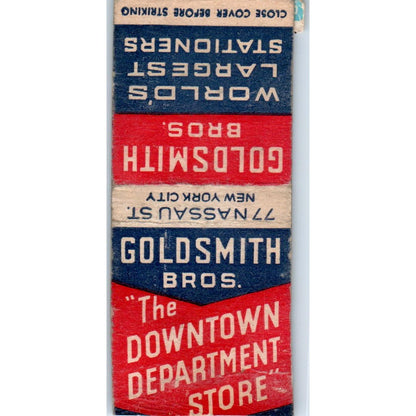 CLOSE COVER BEFORE STRIKING
WORLD'S
LARGEST
STATIONERS
GOLDSMITH
BROS.
77 NASSAU ST.
NEW YORK CITY
GOLDSMITH
BROS.
"The
DOWNTOWN
DEPARTMENT
STORE"